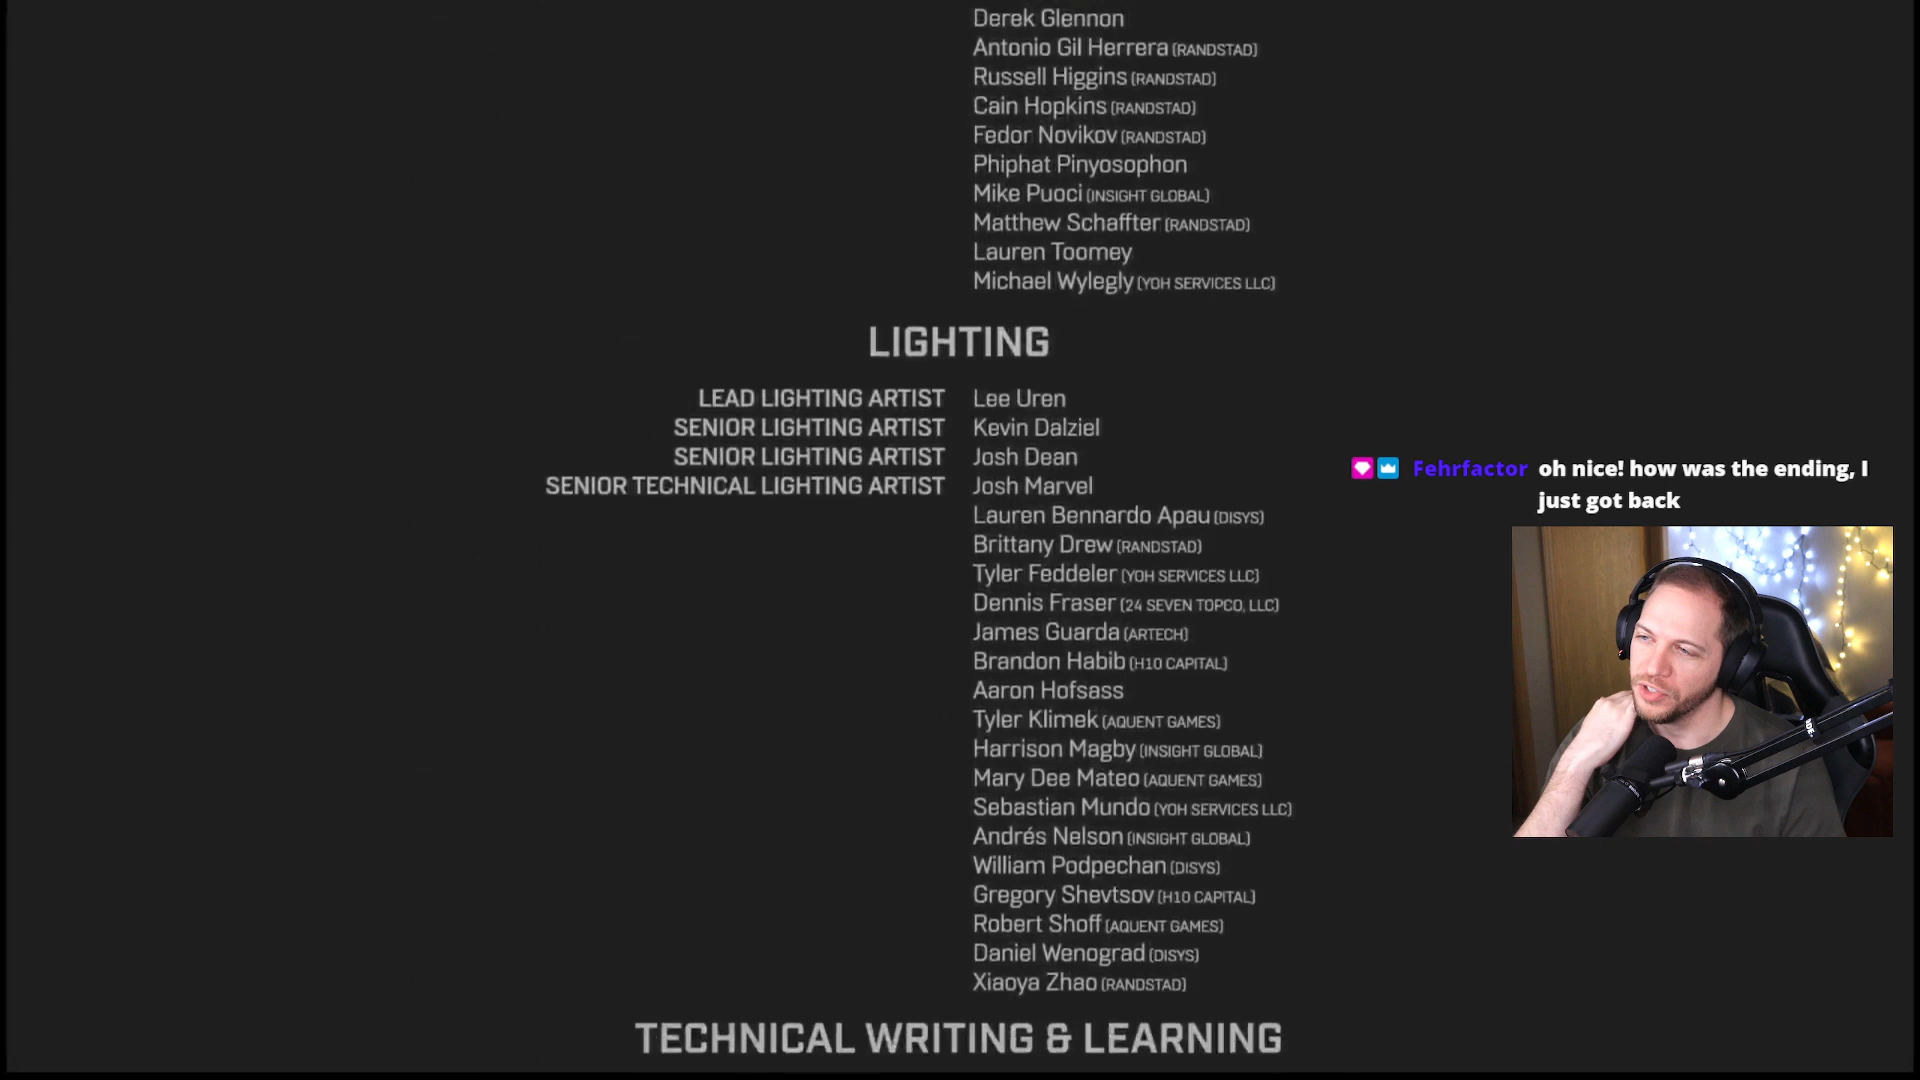 Derek Glennon
Antonio Gil Herrera (RANDSTAD)
Russell Higgins (RANDSTAD)
Cain Hopkins (RANDSTAD)
Fedor Novikov (RANDSTAD)
Phiphat Pinyosophon
Mike Puoci (INSIGHT GLOBAL)
Matthew Schaffter (RANDSTAD)
Lauren Toomey
Michael Wylegly (YOH SERVICES LLC)
LIGHTING
LEAD LIGHTING ARTIST Lee Uren
SENIOR LIGHTING ARTIST Kevin Dalziel
SENIOR LIGHTING ARTIST Josh Dean
SENIOR TECHNICAL LIGHTING ARTIST Josh Marvel
Lauren Bennardo Apau (DISYS)
Brittany Drew (RANDSTAD)
Tyler Feddeler (YOH SERVICES LLC)
Dennis Fraser (24 SEVEN TOPCO, LLC)
James Guarda (ARTECH)
Brandon Habib (H10 CAPITAL)
Aaron Hofsass
Tyler Klimek (AQUENT GAMES)
Harrison Magby (INSIGHT GLOBAL)
Mary Dee Mateo (AQUENT GAMES)
Sebastian Mundo (YOH SERVICES LLC)
Andrés Nelson (INSIGHT GLOBAL)
William Podpechan (DISYS)
Gregory Shevtsov (H10 CAPITAL)
Robert Shoff (AQUENT GAMES)
Daniel Wenograd (DISYS)
Xiaoya Zhao (RANDSTAD)
TECHNICAL WRITING & LEARNING
Fehrfactor oh nice! how was the ending, I
just got back